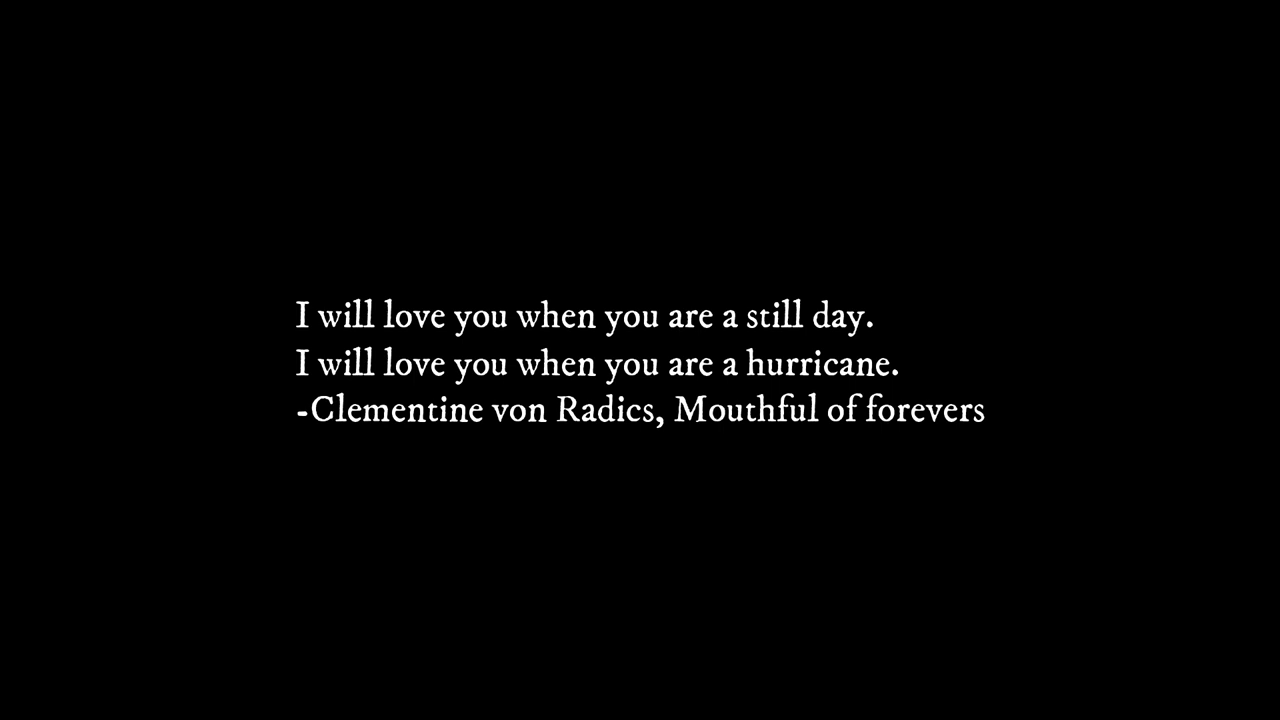 I will love you when you are a still day.
I will love you when you are a hurricane.
-Clementine von Radics, Mouthful of forevers